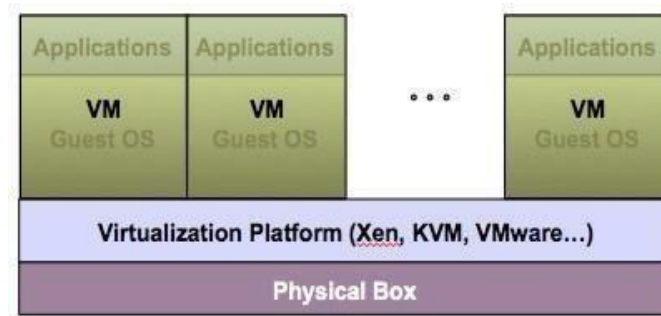 Applications Applications Applications
VM VM ... VM
Guest OS Guest OS Guest OS
Virtualization Platform (Xen, KVM, VMware...)
Physical Box